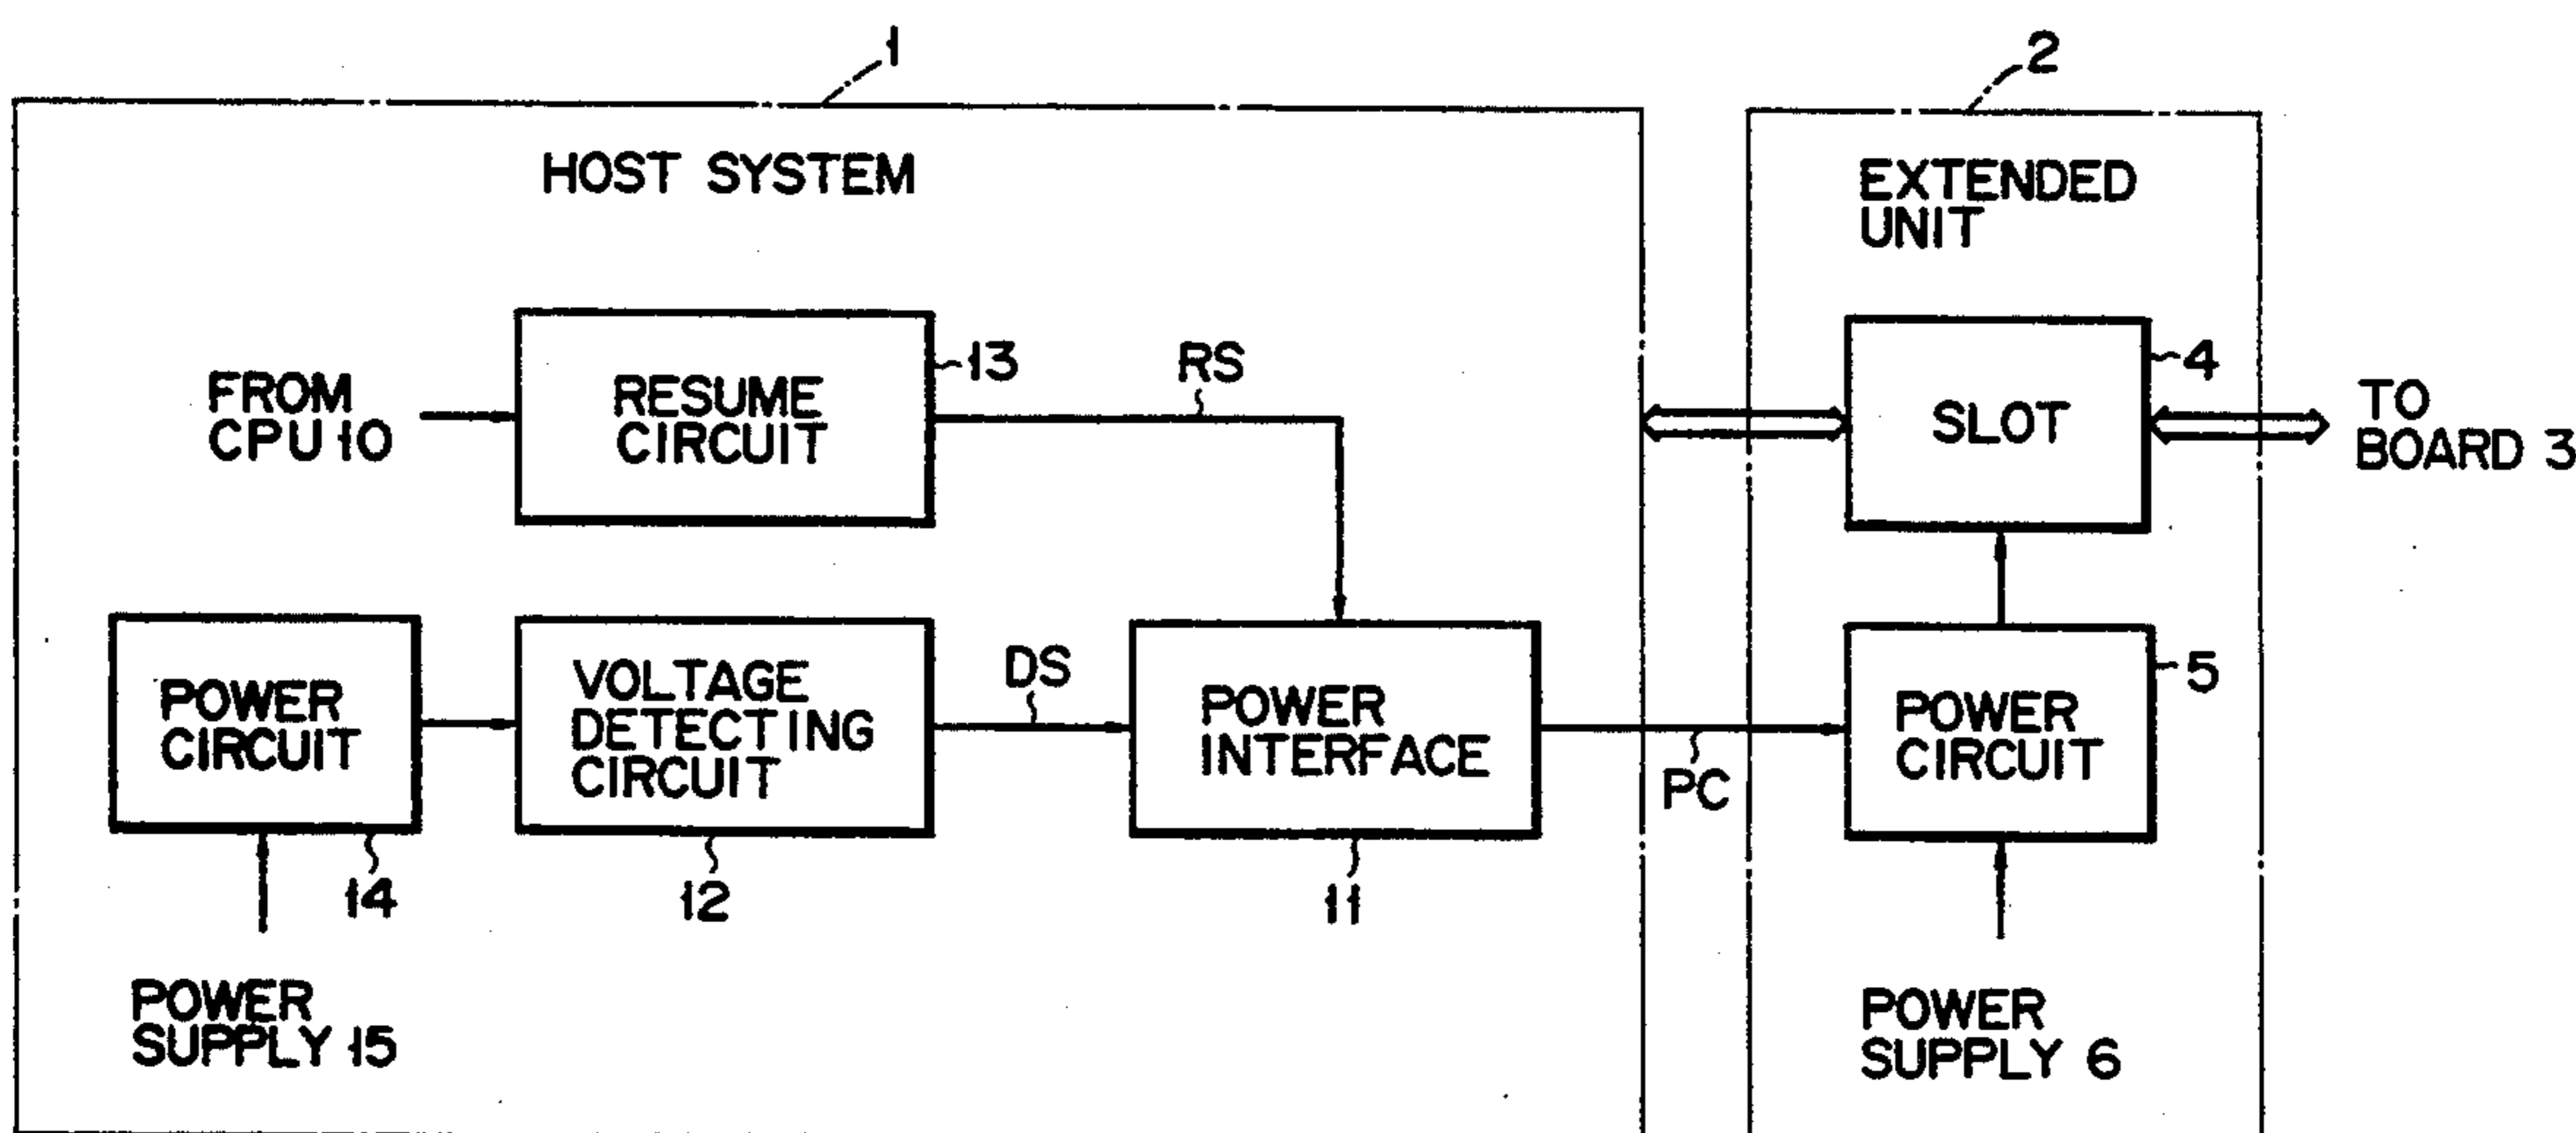 1
2
HOST SYSTEM
EXTENDED
UNIT
FROM
CPU 10
RESUME
CIRCUIT
13
RS
SLOT
4
TO
BOARD 3
POWER
CIRCUIT
14
VOLTAGE
DETECTING
CIRCUIT
12
DS
POWER
INTERFACE
11
PC
POWER
CIRCUIT
5
POWER
SUPPLY 15
POWER
SUPPLY 6